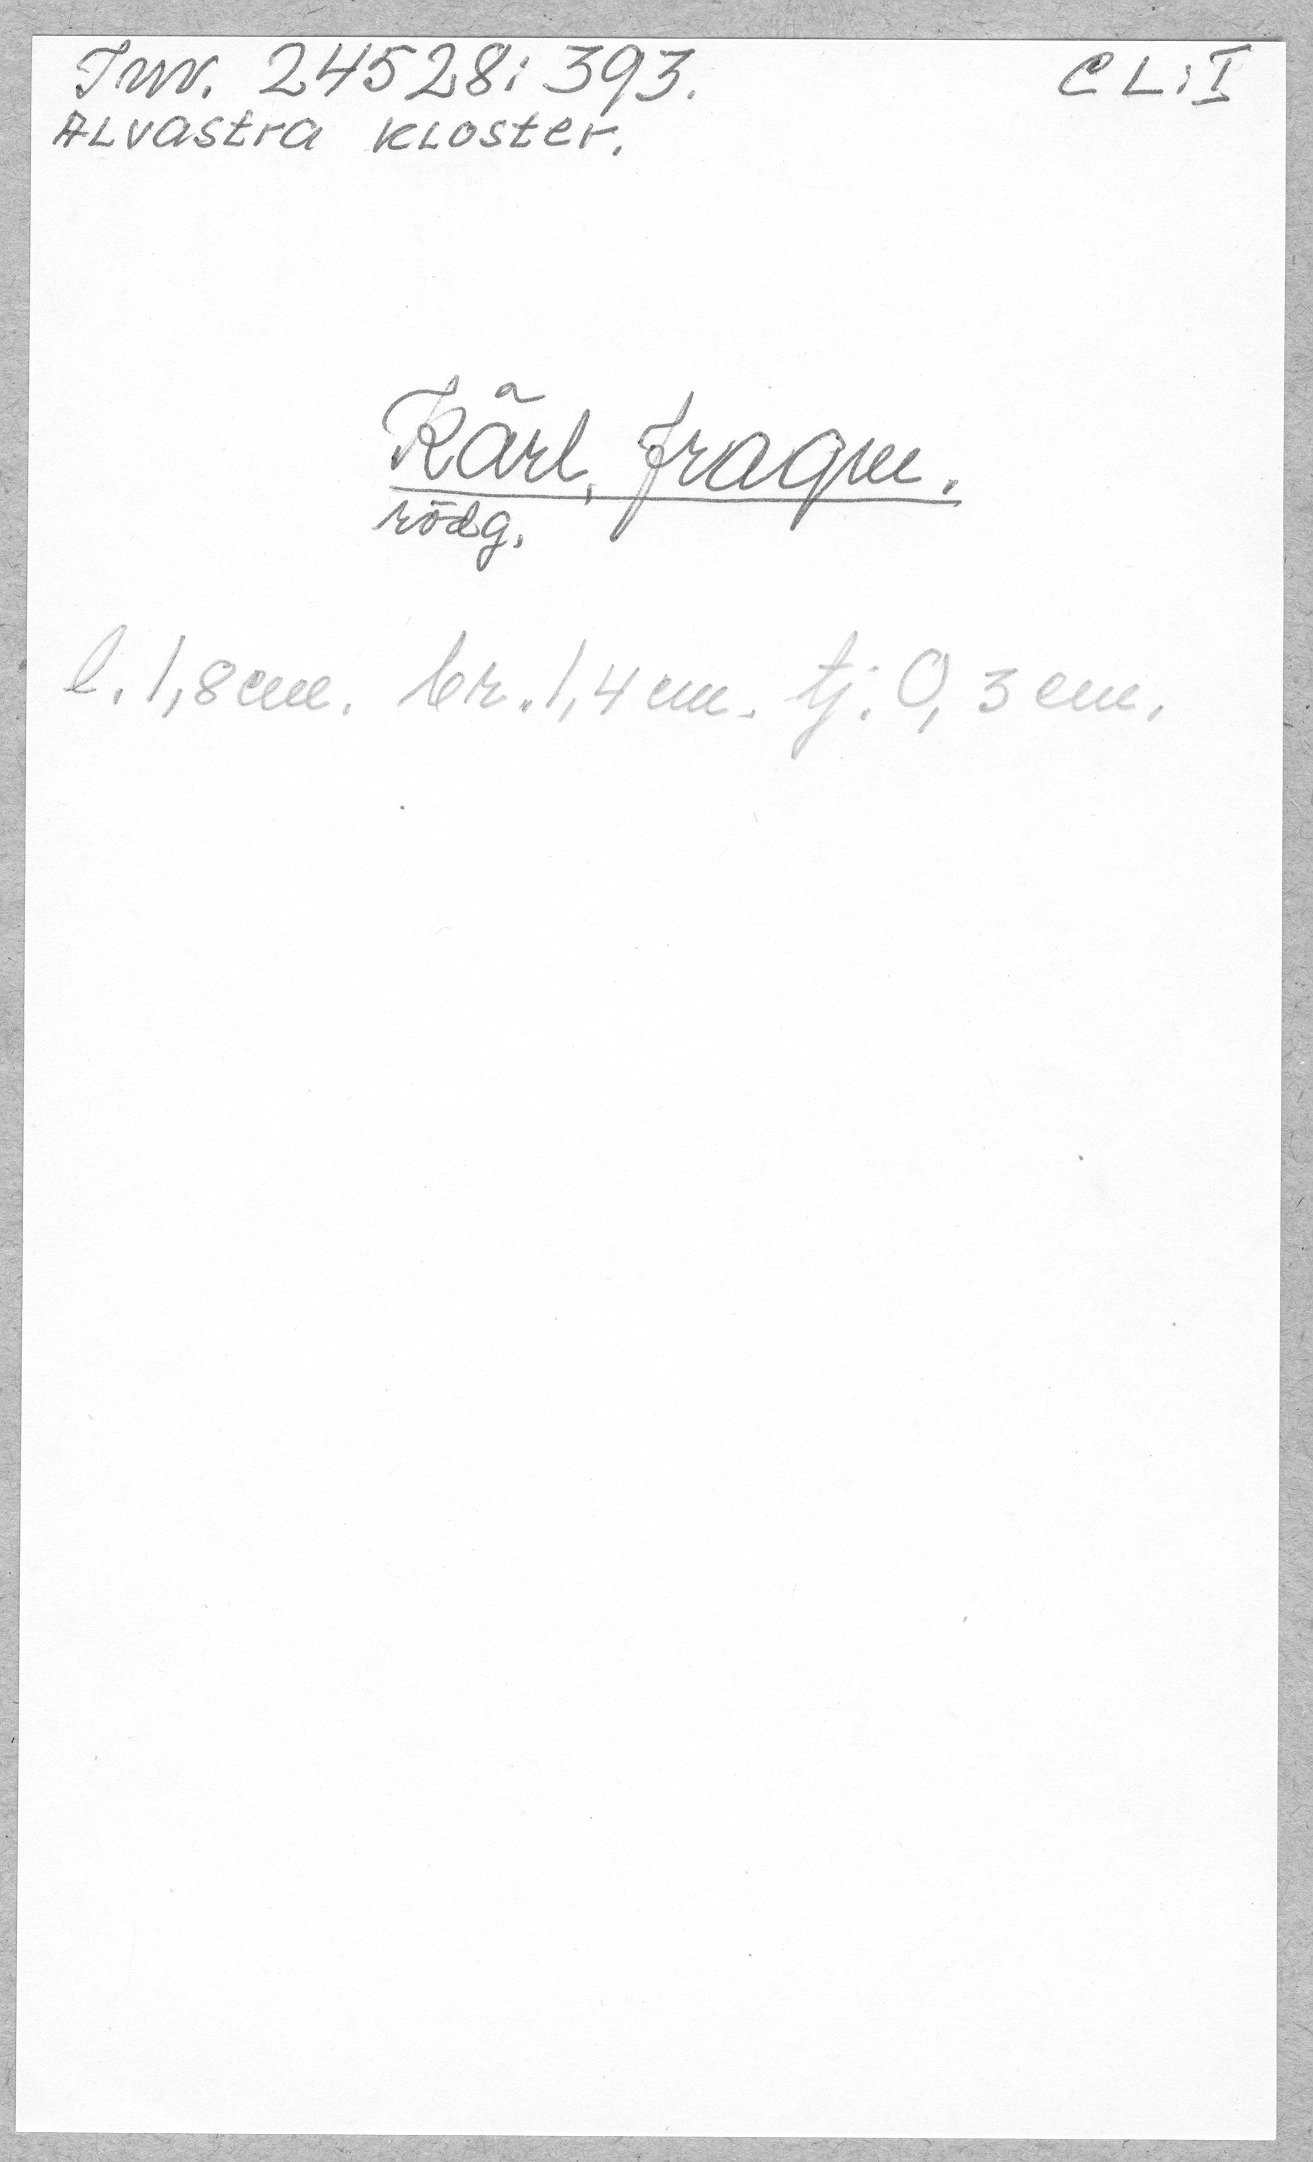 Inv. 24528:393. CL:I
Alvastra kloster.
Kärl, fragm.
rödg.
l. 1,8 cm. br. 1,4 cm. tj. 0,3 cm.